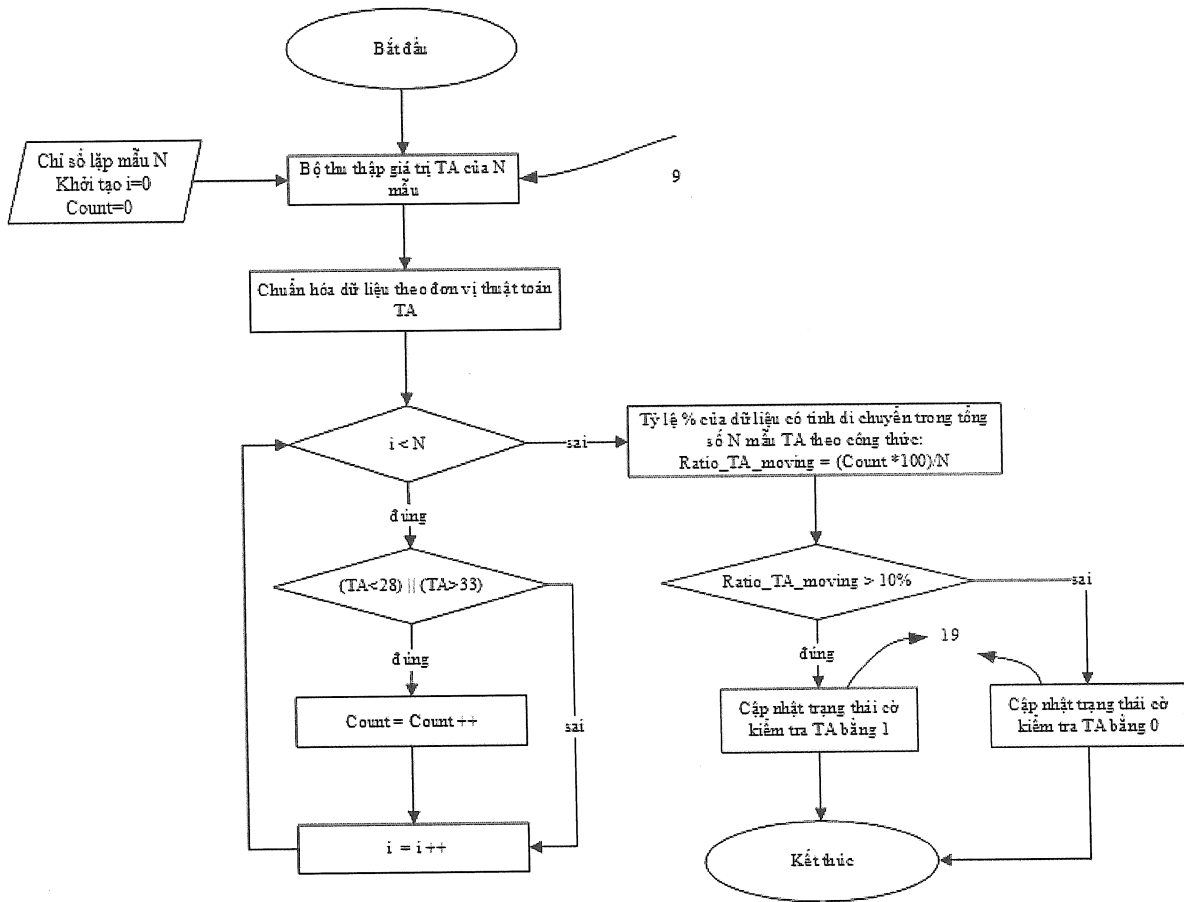 Bắt đầu
Chỉ số lặp mẫu N
Khởi tạo i=0
Count=0
Bộ thu thập giá trị TA của N
mẫu
9
Chuẩn hóa dữ liệu theo đơn vị thuật toán
TA
i < N
sai
Tỷ lệ % của dữ liệu có tính di chuyển trong tổng
số N mẫu TA theo công thức:
Ratio_TA_moving = (Count *100)/N
đúng
(TA<28) || (TA>33)
Ratio_TA_moving > 10%
sai
đúng
đúng
19
Count = Count ++
sai
Cập nhật trạng thái cờ
kiểm tra TA bằng 1
Cập nhật trạng thái cờ
kiểm tra TA bằng 0
i = i ++
Kết thúc